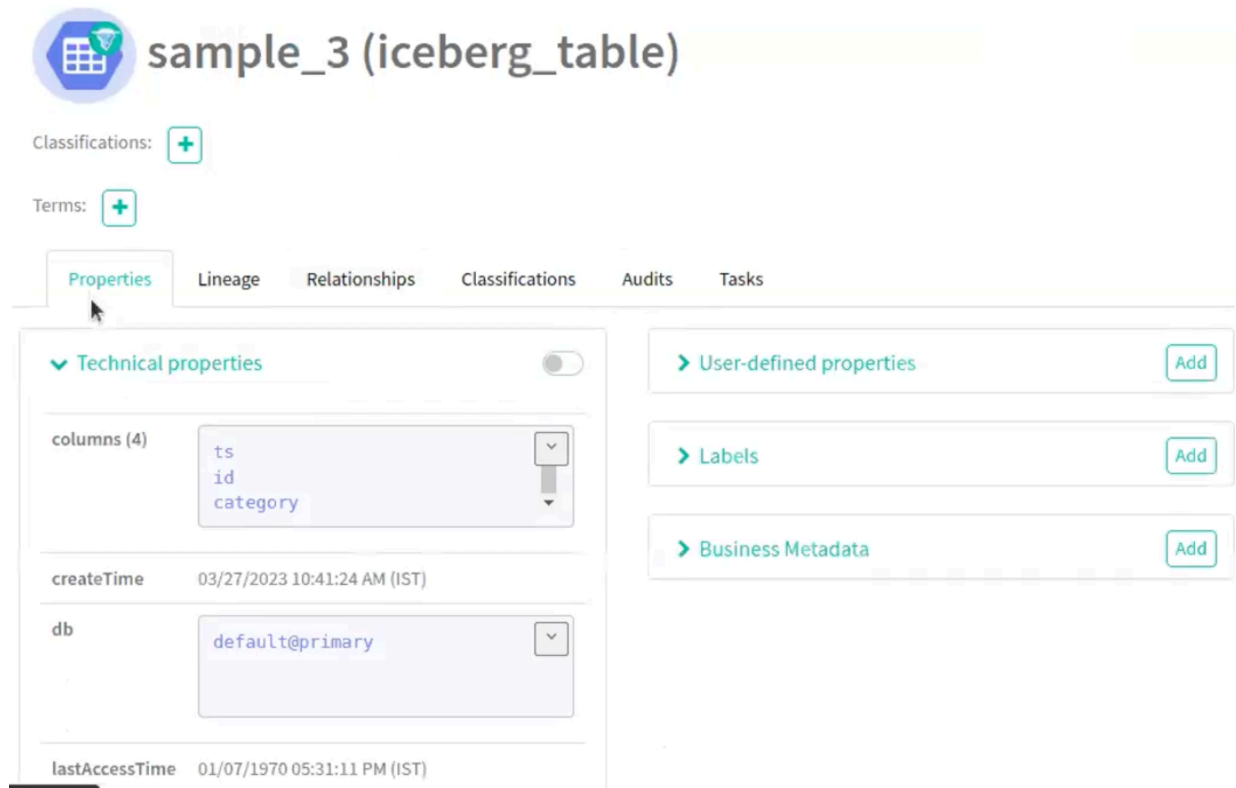 sample_3 (iceberg_table)
Classifications:
Terms:
Properties Lineage Relationships Classifications Audits Tasks
Technical properties
columns (4)
ts
id
category
createTime 03/27/2023 10:41:24 AM (IST)
db
default@primary
lastAccessTime 01/07/1970 05:31:11 PM (IST)
User-defined properties Add
Labels Add
Business Metadata Add